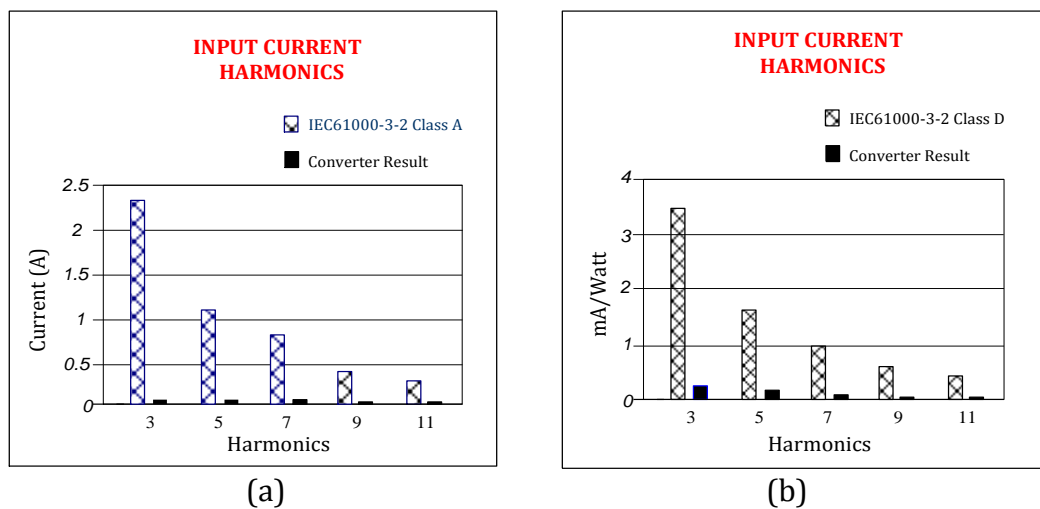 INPUT CURRENT
HARMONICS
IEC61000-3-2 Class A
Converter Result
Current (A)
2.5
2
1.5
1
0.5
0
3 5 7 9 11
Harmonics
(a)
INPUT CURRENT
HARMONICS
IEC61000-3-2 Class D
Converter Result
mA/Watt
4
3
2
1
0
3 5 7 9 11
Harmonics
(b)